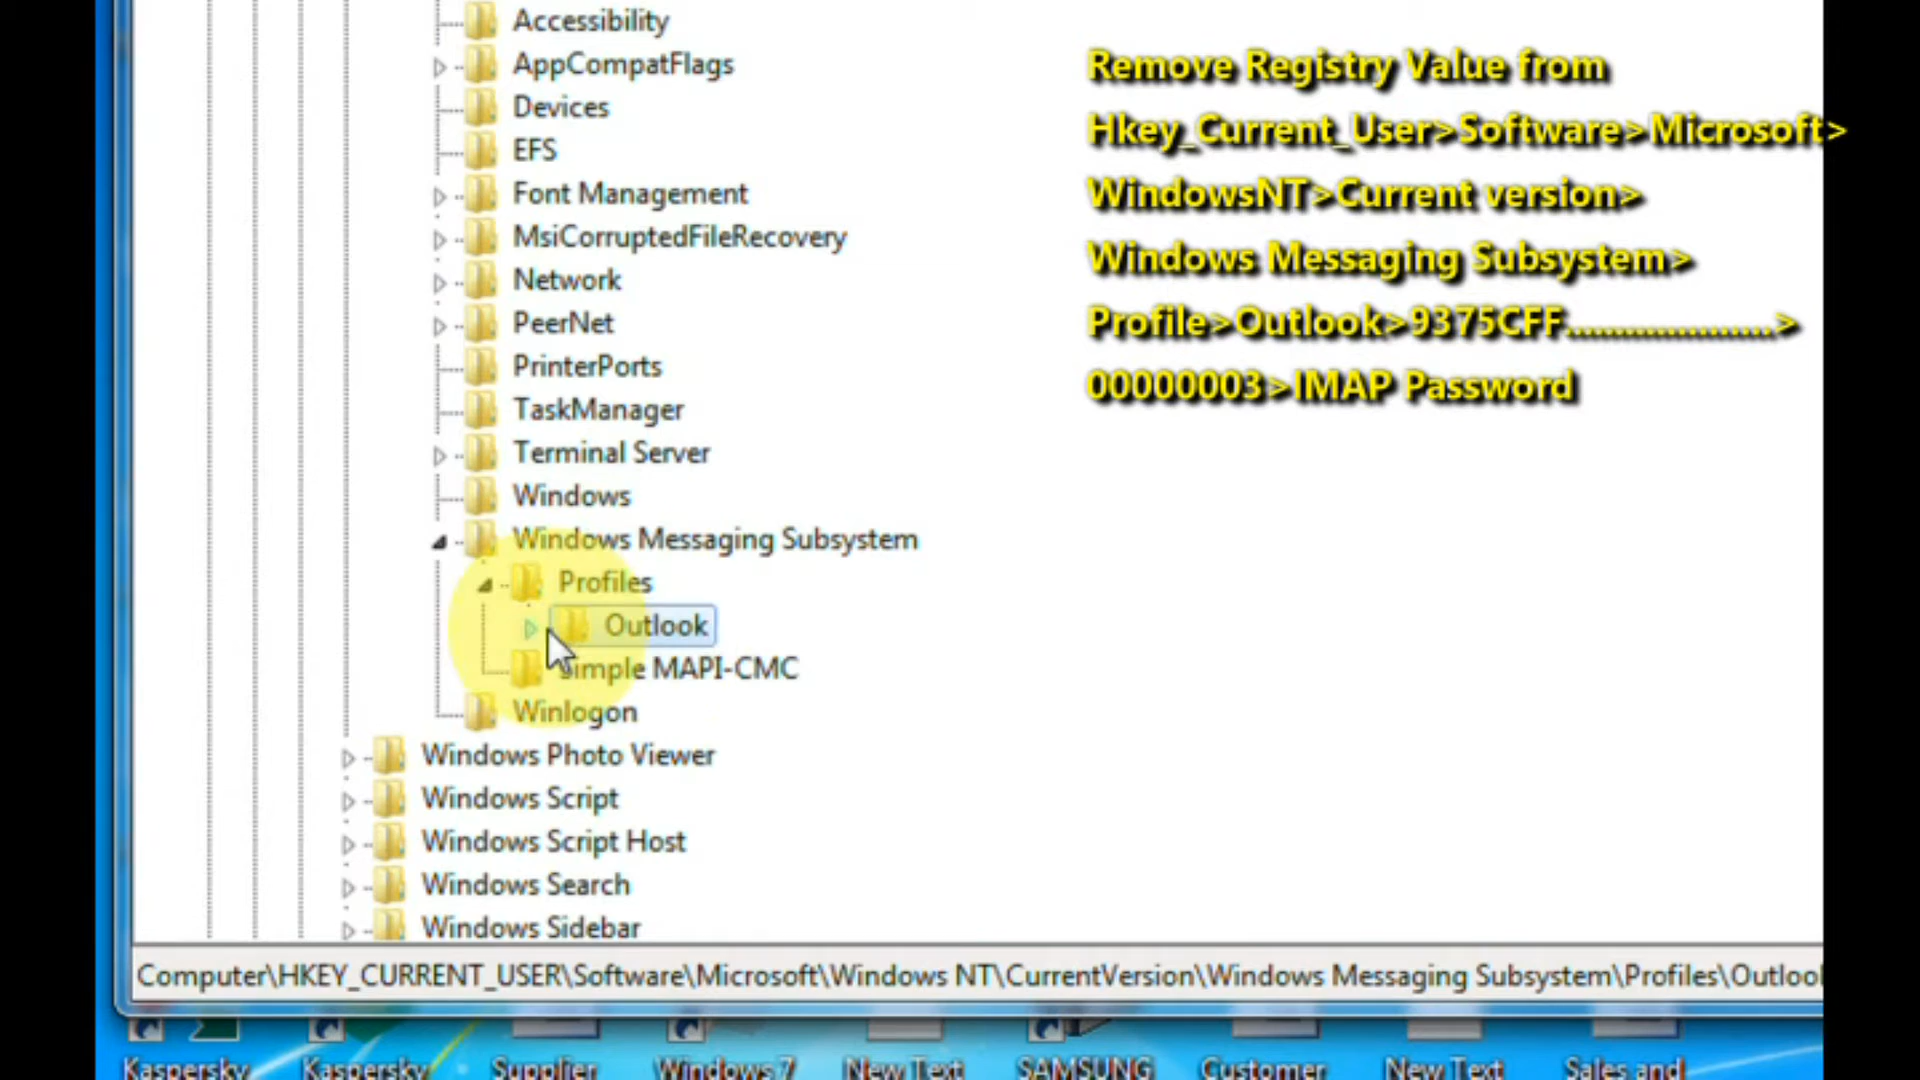 Accessibility
AppCompatFlags
Devices
EFS
Font Management
MsiCorruptedFileRecovery
Network
PeerNet
PrinterPorts
TaskManager
Terminal Server
Windows
Windows Messaging Subsystem
Profiles
Outlook
Simple MAPI-CMC
Winlogon
Windows Photo Viewer
Windows Script
Windows Script Host
Windows Search
Windows Sidebar
Remove Registry Value from
Hkey_Current_User>Software>Microsoft>
WindowsNT>Current version>
Windows Messaging Subsystem>
Profile>Outlook>9375CFF.....................>
00000003>IMAP Password
Computer\HKEY_CURRENT_USER\Software\Microsoft\Windows NT\CurrentVersion\Windows Messaging Subsystem\Profiles\Outlook
Kaspersky
Kaspersky
Supplier
Windows 7
New Text
SAMSUNG
Customer
New Text
Sales and